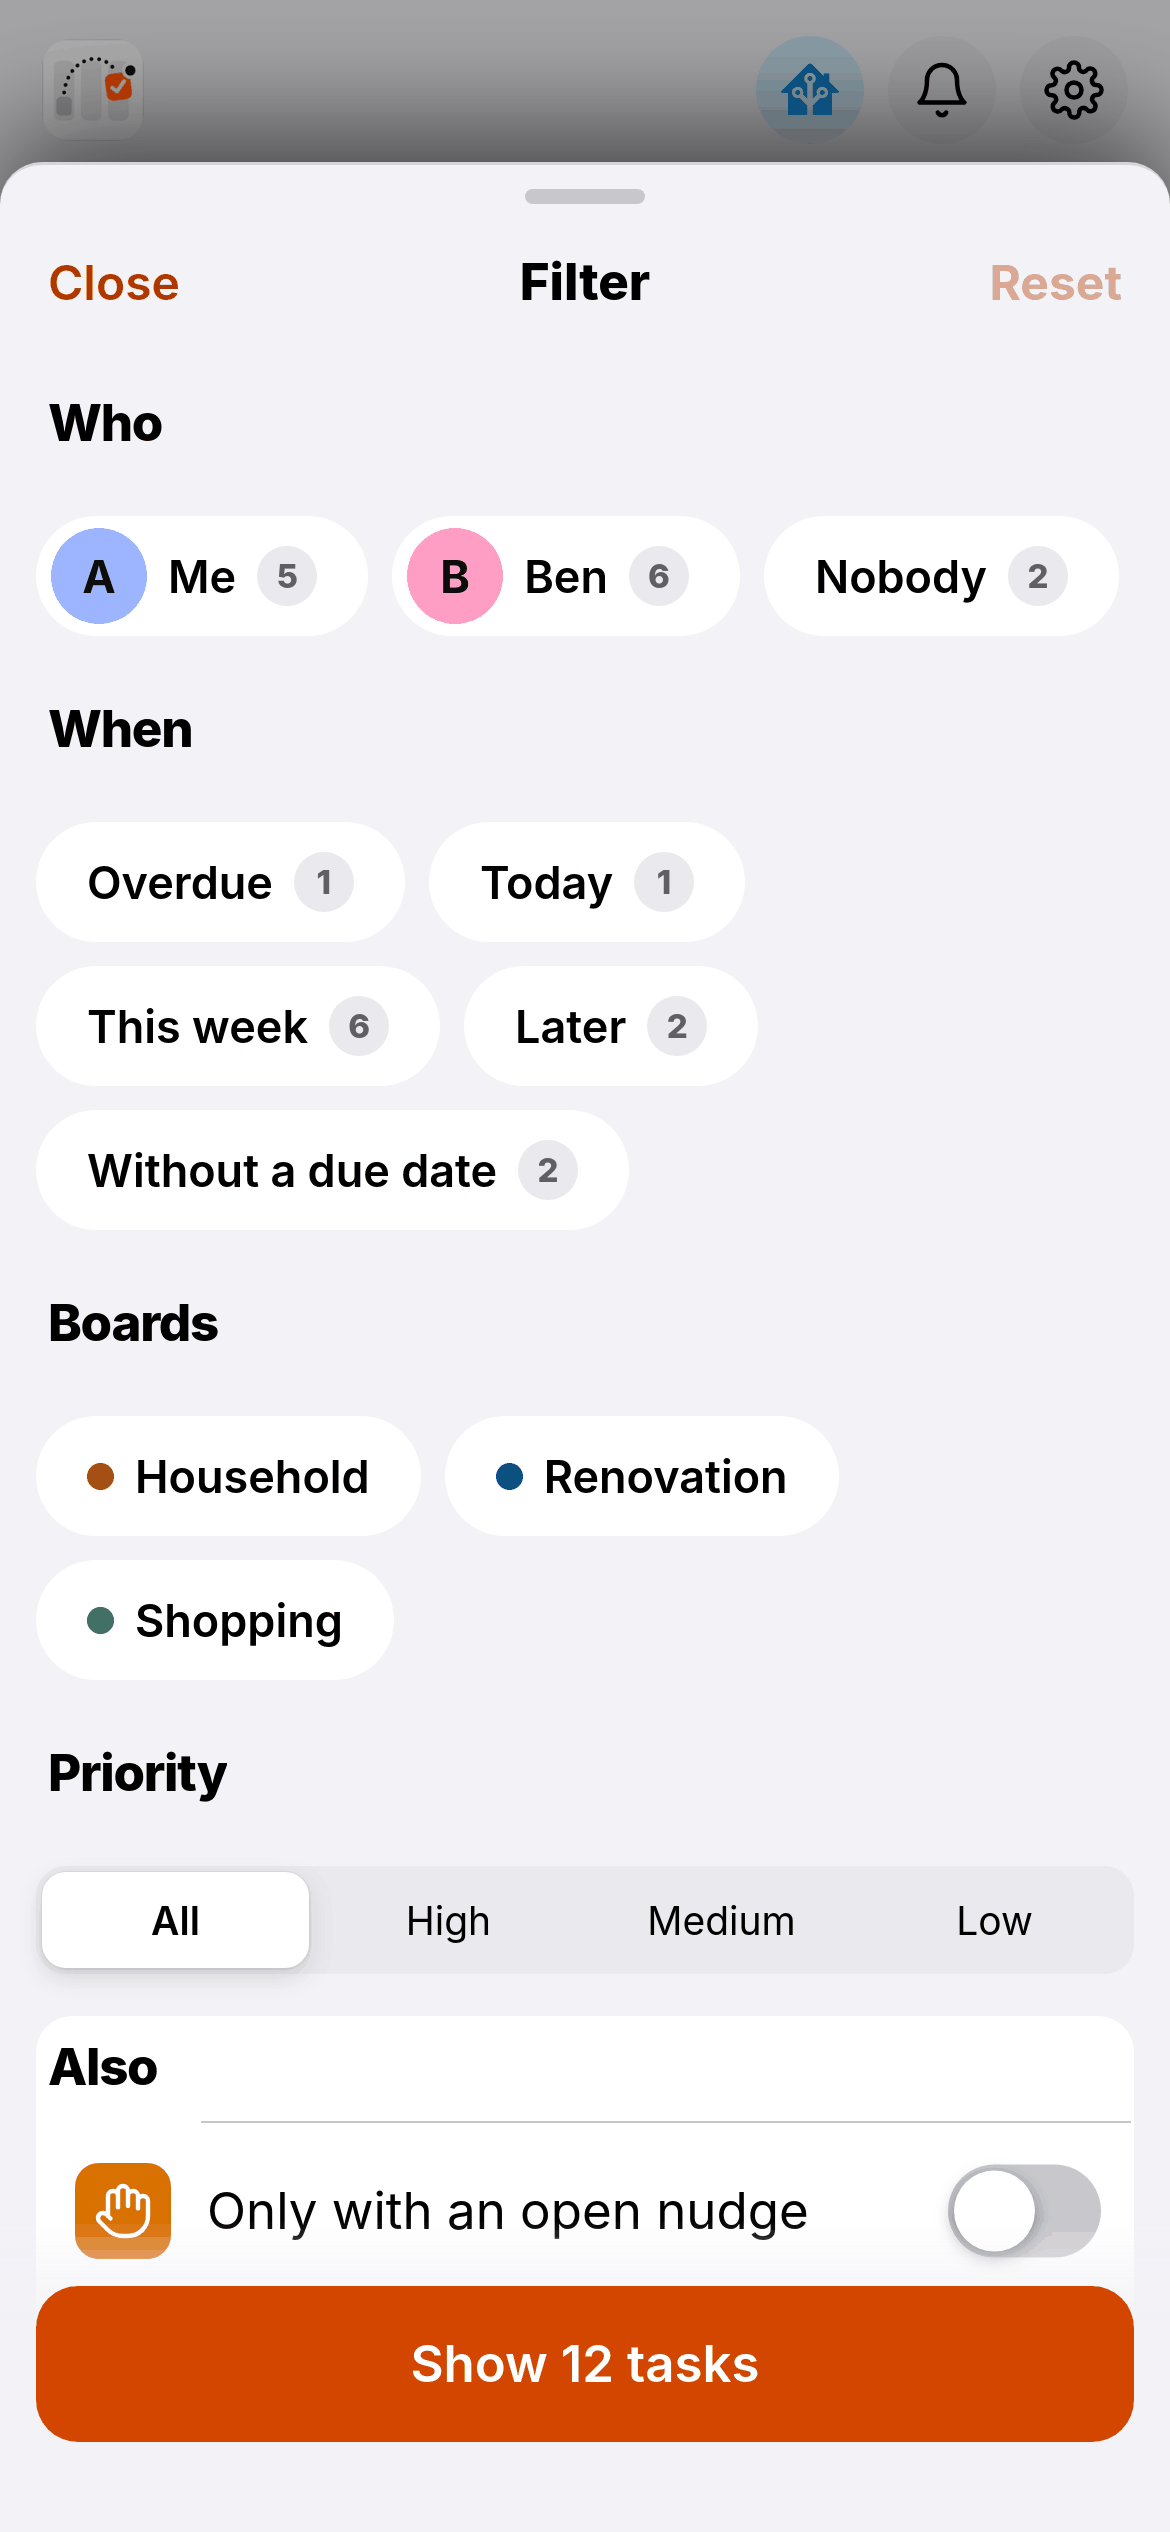 Close
Filter
Reset
Who
A Me 5
B Ben 6
Nobody 2
When
Overdue 1
Today 1
This week 6
Later 2
Without a due date 2
Boards
Household
Renovation
Shopping
Priority
All
High
Medium
Low
Also
Only with an open nudge
Show 12 tasks